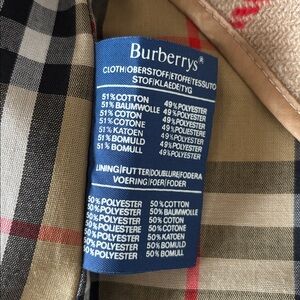 Burberrys®
CLOTH/OBERSTOFF/ETOFFE/TESSUTO
STOF/KLAEDE/TYG
51%COTTON 49%POLYESTER
51%BAUMWOLLE 49%POLYESTER
51%COTON 49%POLYESTER
51%COTONE 49%POLIESTERE
51%KATOEN 49%POLYESTER
51%BOMULD 49%POLYESTER
51%BOMULL 49%POLYESTER
LINING/FUTTER/DOUBLURE/FODERA
VOERING/FOER/FODER
50%POLYESTER 50%COTTON
50%POLYESTER 50%BAUMWOLLE
50%POLYESTER 50%COTON
50%POLIESTERE 50%COTONE
50%POLYESTER 50%KATOEN
50%POLYESTER 50%BOMULD
50%POLYESTER 50%BOMULL